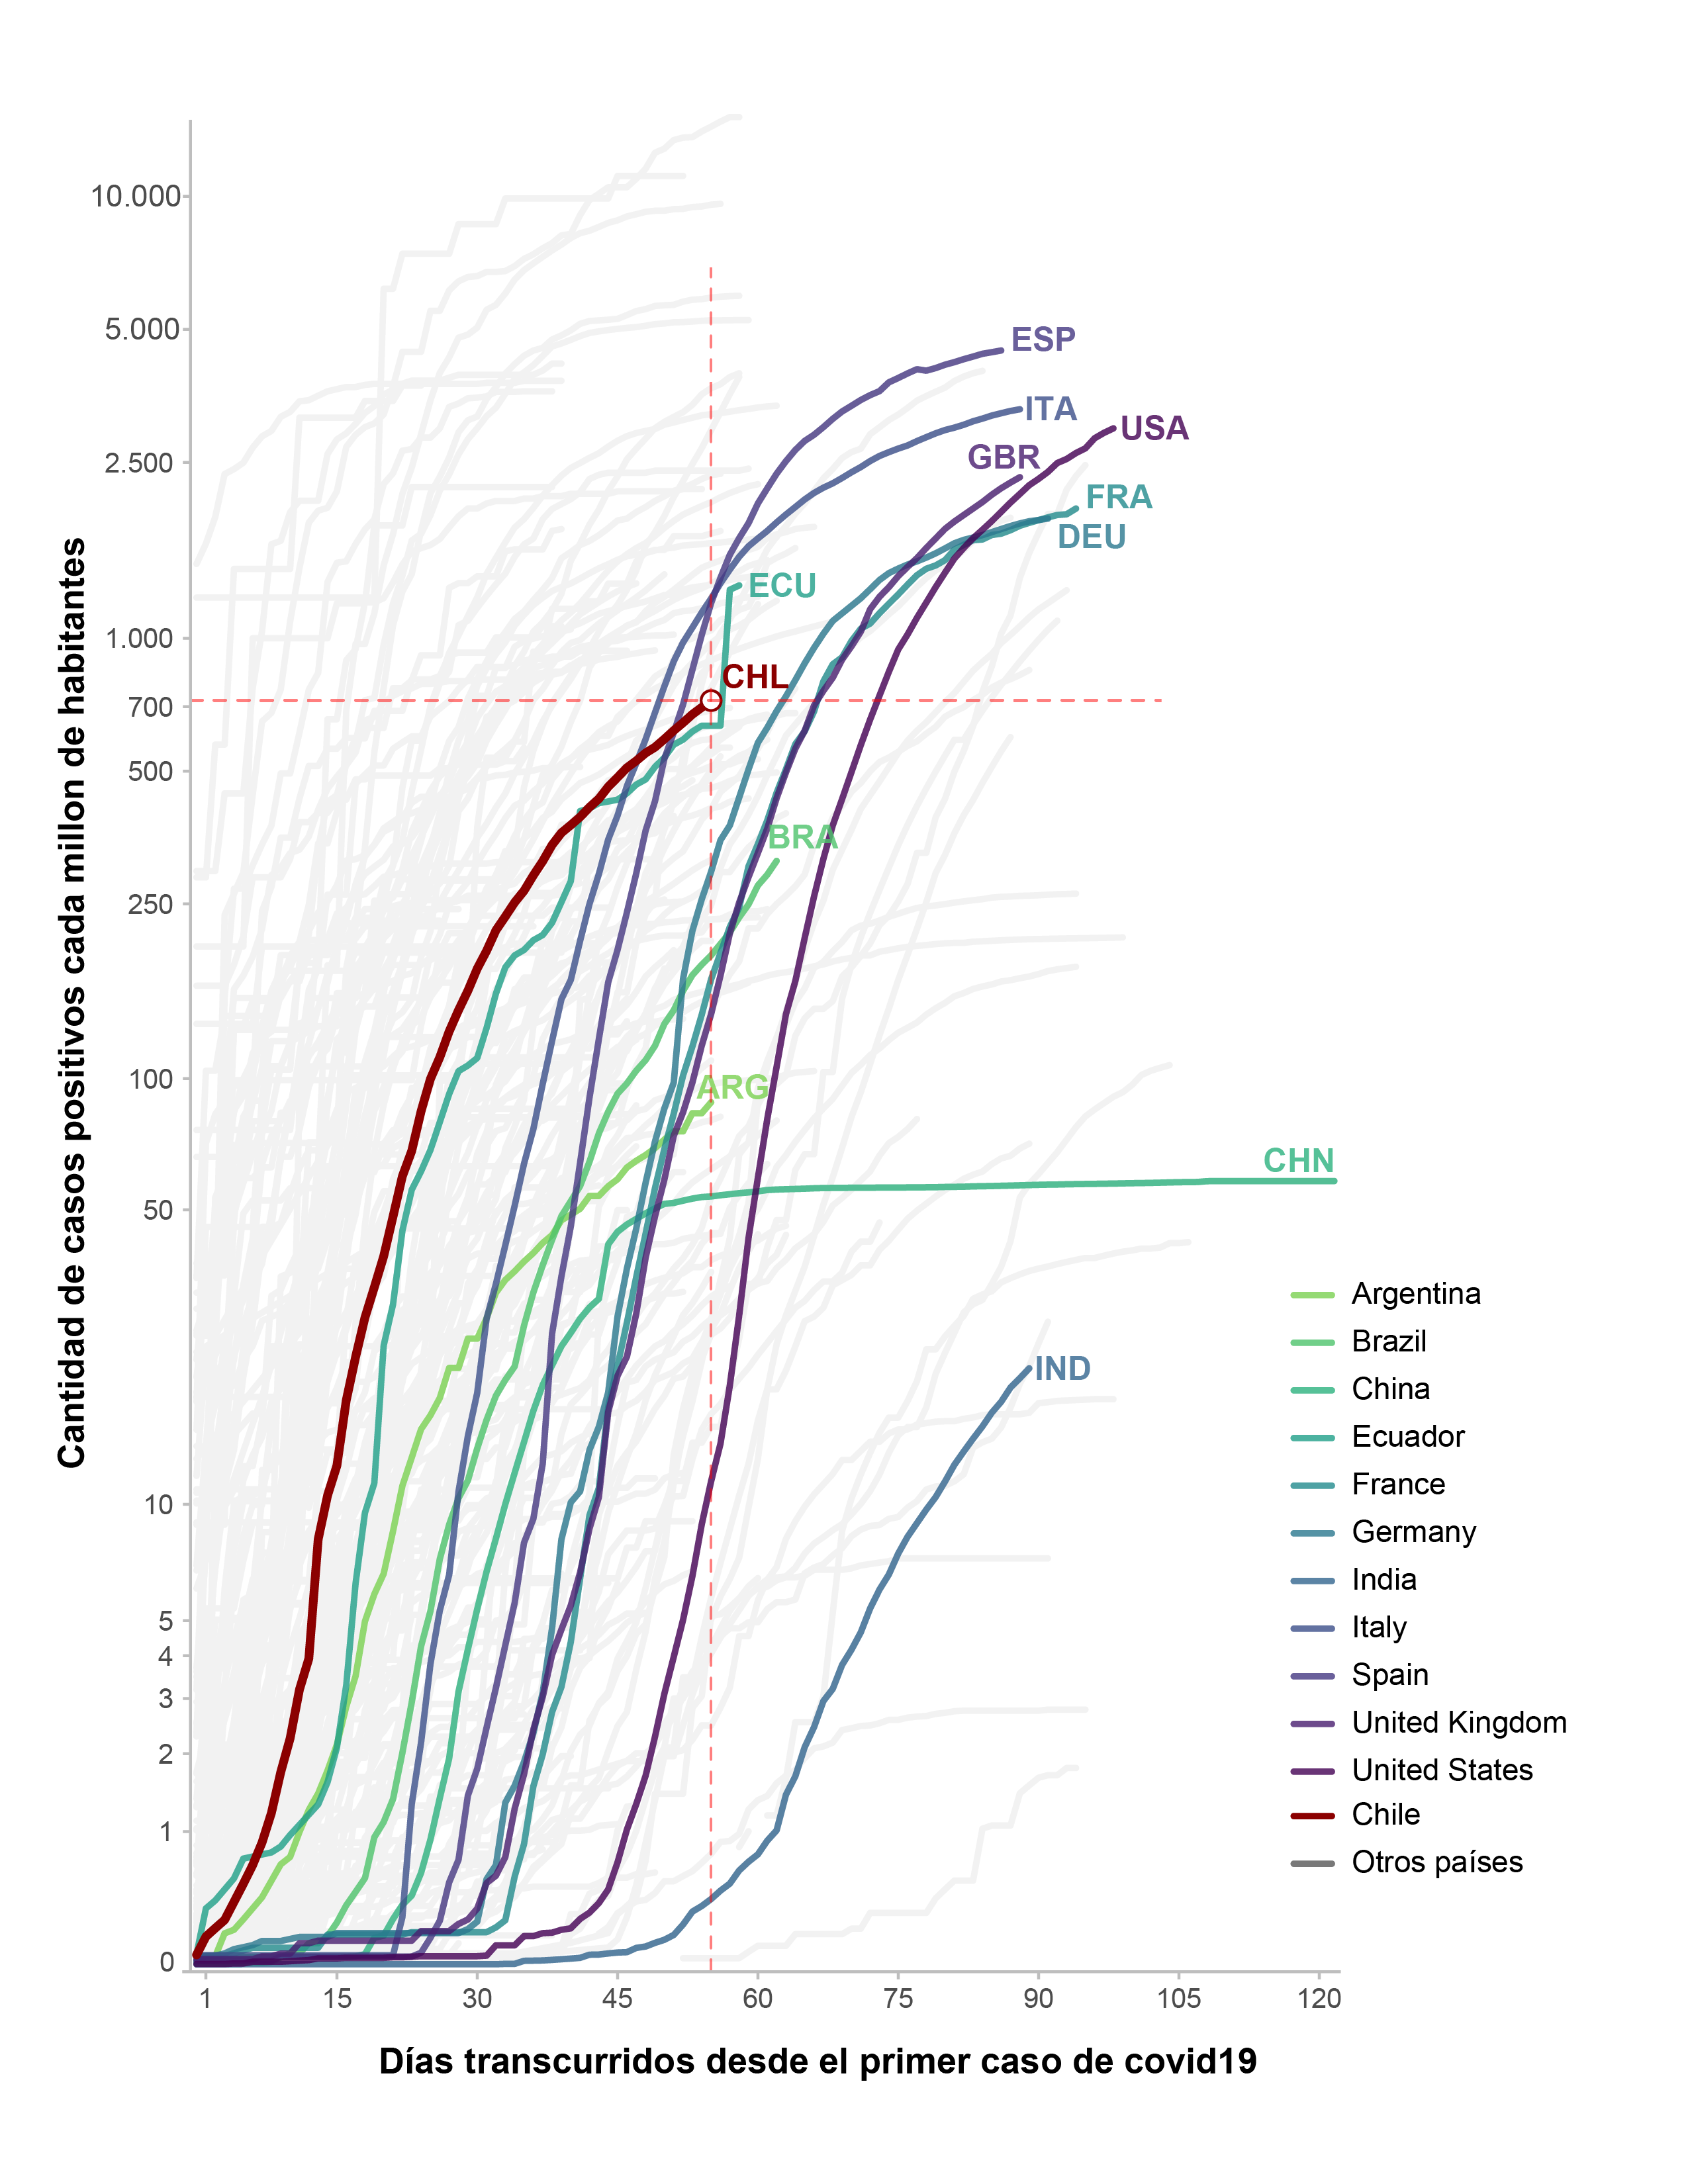 Cantidad de casos positivos cada millon de habitantes
10.000
5.000
2.500
1.000
700
500
250
100
50
10
5
4
3
2
1
0
ESP
ITA
USA
GBR
FRA
DEU
ECU
CHL
BRA
ARG
CHN
IND
Argentina
Brazil
China
Ecuador
France
Germany
India
Italy
Spain
United Kingdom
United States
Chile
Otros países
1 15 30 45 60 75 90 105 120
Días transcurridos desde el primer caso de covid19